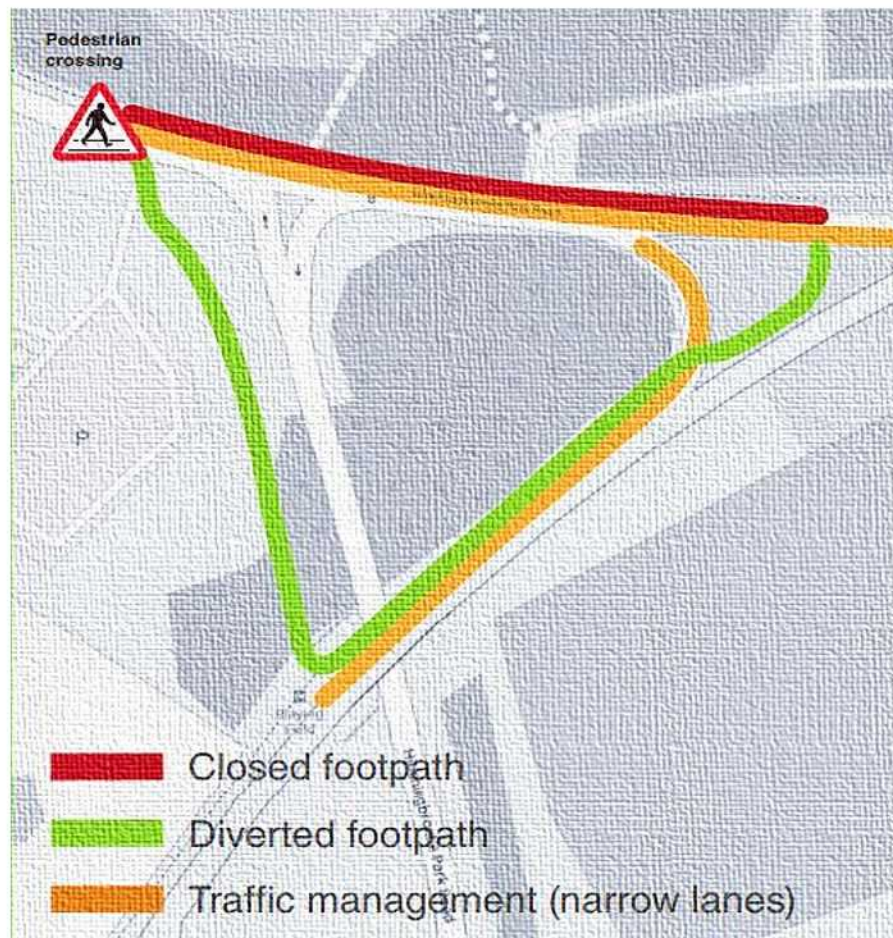 Pedestrian
crossing
P
Closed footpath
Diverted footpath
Traffic management (narrow lanes)